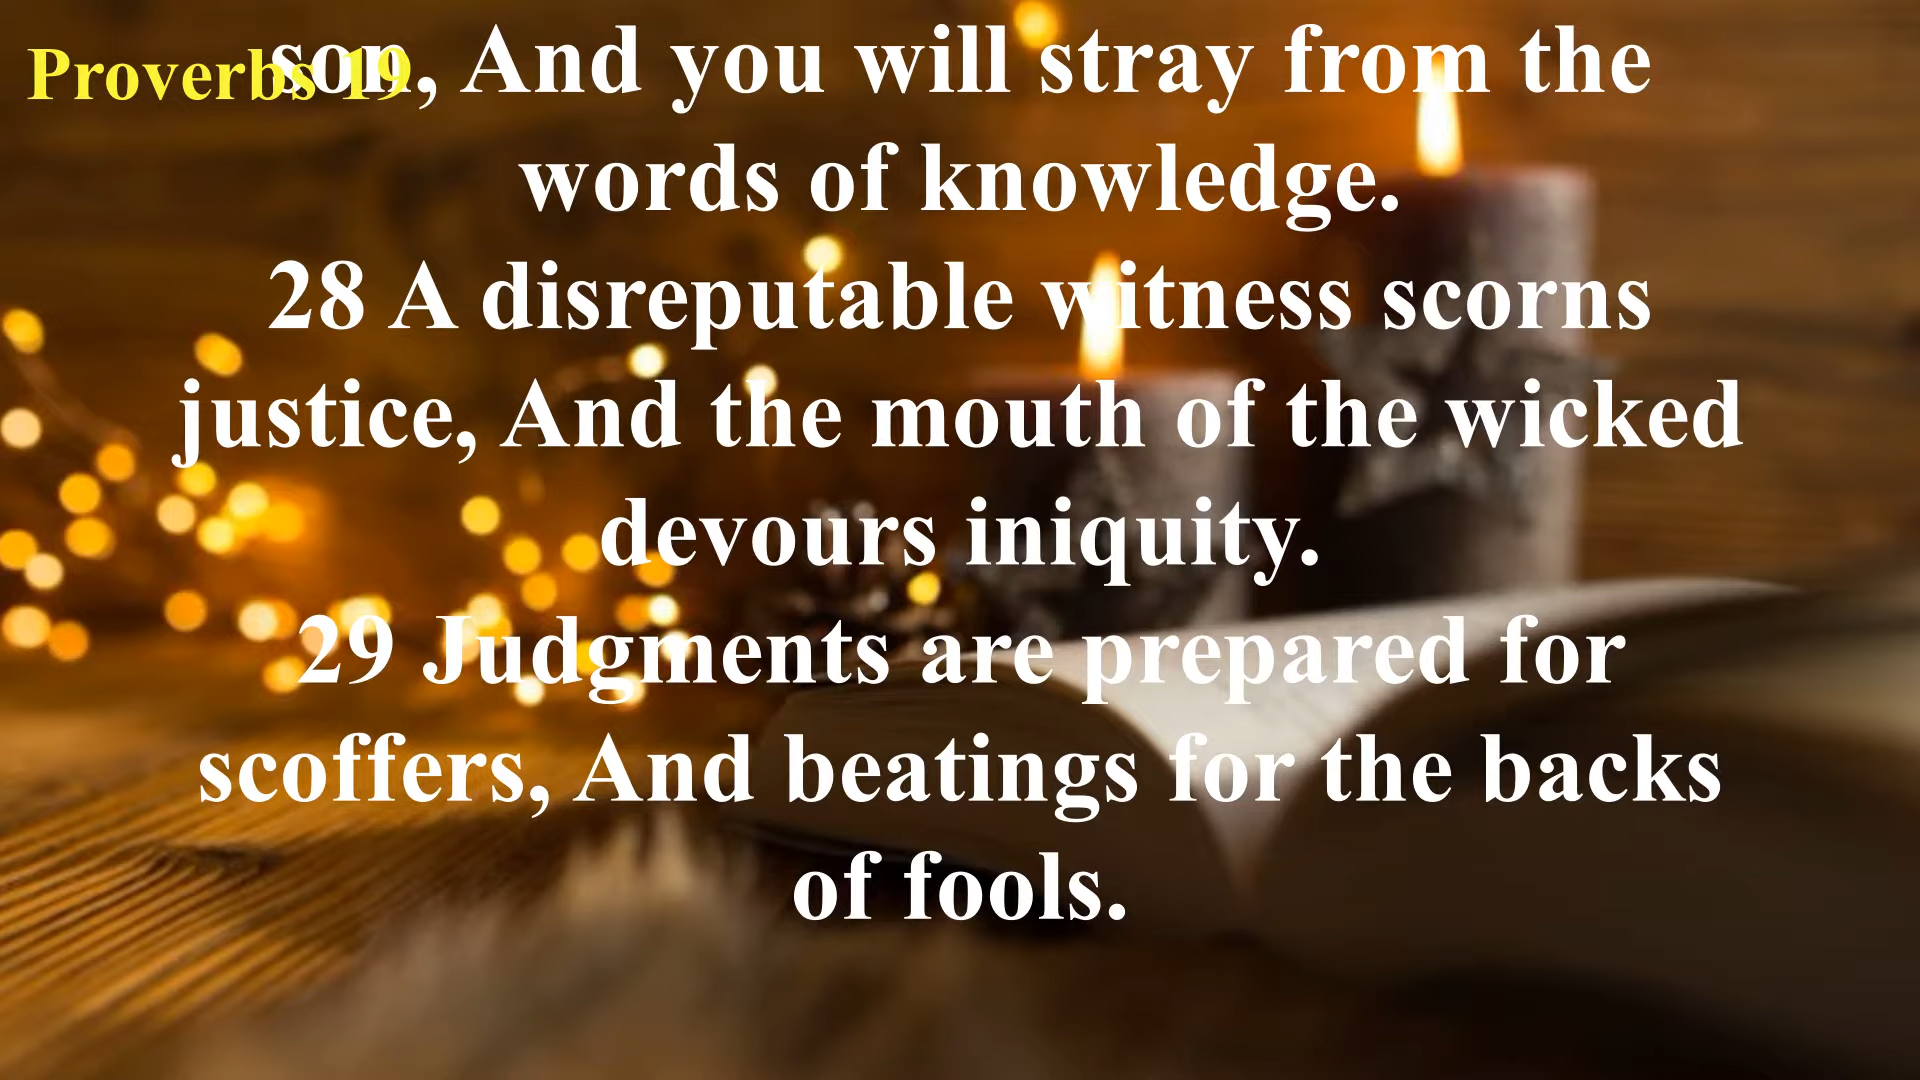 Proverbs 19
son, And you will stray from the
words of knowledge.
28 A disreputable witness scorns
justice, And the mouth of the wicked
devours iniquity.
29 Judgments are prepared for
scoffers, And beatings for the backs
of fools.